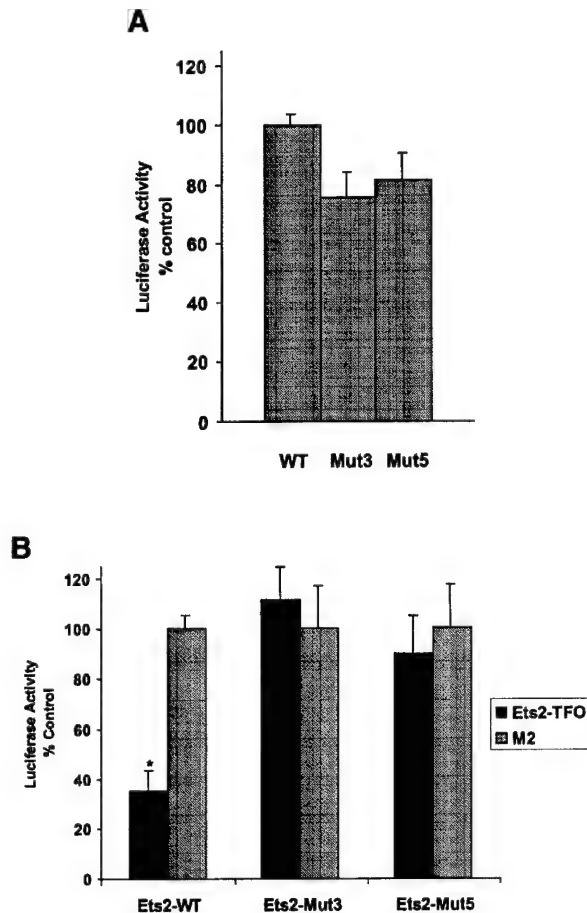 A
Luciferase Activity
% control
120
100
80
60
40
20
0
WT Mut3 Mut5
B
Luciferase Activity
% Control
120
100
80
60
40
20
0
*
Ets2-TFO
M2
Ets2-WT Ets2-Mut3 Ets2-Mut5